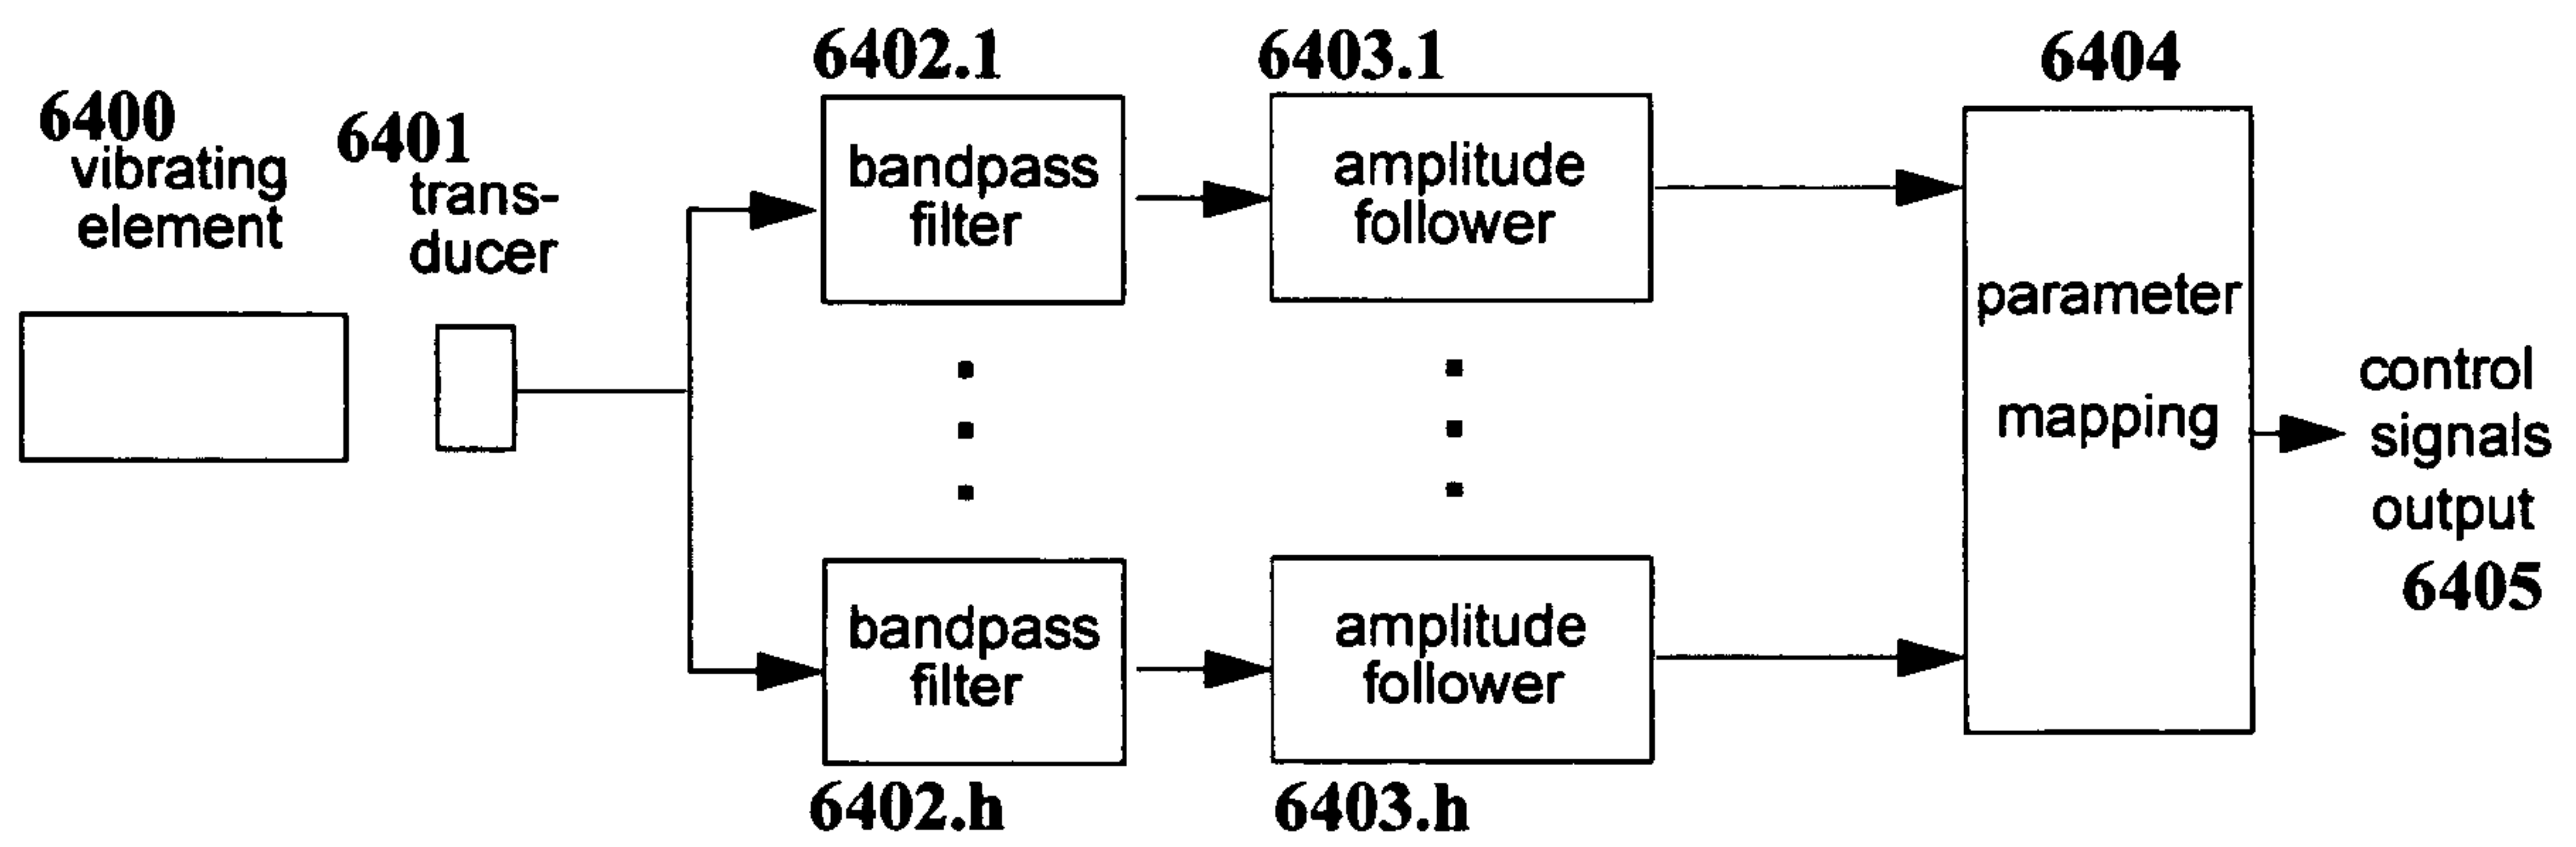 6400
vibrating
element
6401
trans-
ducer
6402.1
bandpass
filter
6403.1
amplitude
follower
6404
parameter
mapping
control
signals
output
6405
bandpass
filter
6402.h
amplitude
follower
6403.h